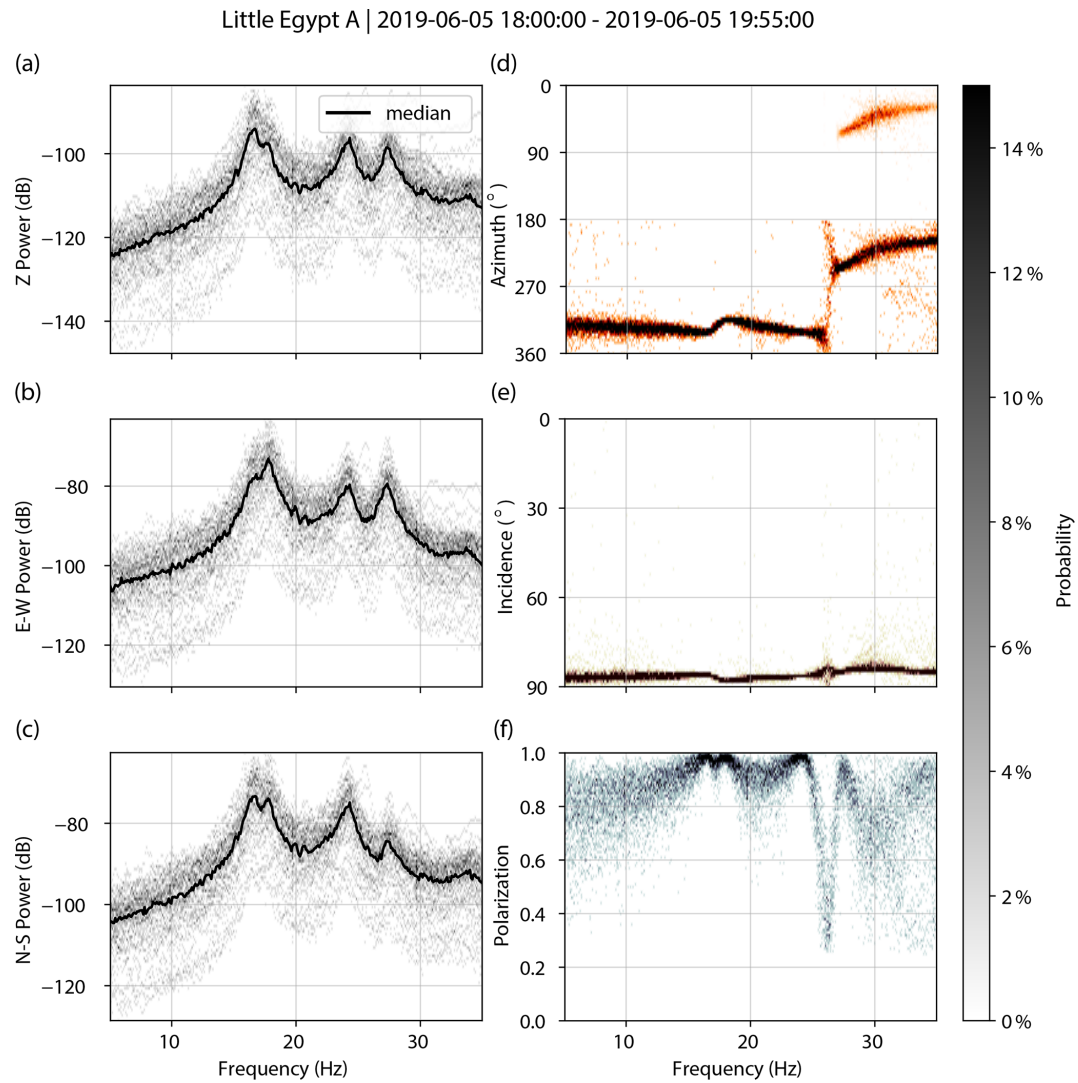 Little Egypt A | 2019-06-05 18:00:00 - 2019-06-05 19:55:00
(a)
median
−100
−120
−140
Z Power (dB)
(b)
−80
−100
−120
E-W Power (dB)
(c)
−80
−100
−120
N-S Power (dB)
10
20
30
Frequency (Hz)
(d)
0
90
180
270
360
Azimuth (°)
(e)
0
30
60
90
Incidence (°)
(f)
1.0
0.8
0.6
0.4
0.2
0.0
Polarization
10
20
30
Frequency (Hz)
14 %
12 %
10 %
8 %
6 %
4 %
2 %
0 %
Probability